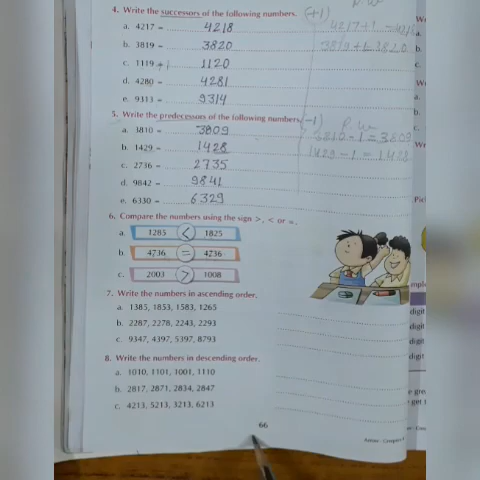 4. Write the successors of the following numbers. (+1)
R.w
a. 4217 = 4218
4217+1
b. 3819 = 3820
3819+1=3820
c. 1119 +1 1120
d. 4280 = 4281
e. 9313 = 9314
5. Write the predecessors of the following numbers. (-1)
R.w
a. 3810 = 3809
3810 - 1 = 3809
b. 1429 = 1428
1429 - 1 = 1428
c. 2736 = 2735
d. 9842 = 9841
e. 6330 = 6329
6. Compare the numbers using the sign >, < or =.
a. 1285 < 1825
b. 4736 = 4736
c. 2003 > 1008
7. Write the numbers in ascending order.
a. 1385, 1853, 1583, 1265
b. 2287, 2278, 2243, 2293
c. 9347, 4397, 5397, 8793
8. Write the numbers in descending order.
a. 1010, 1101, 1001, 1110
b. 2817, 2871, 2834, 2847
c. 4213, 5213, 3213, 6213
66
a.
b.
c.
a.
b.
c.
digit
digit
digit
digit